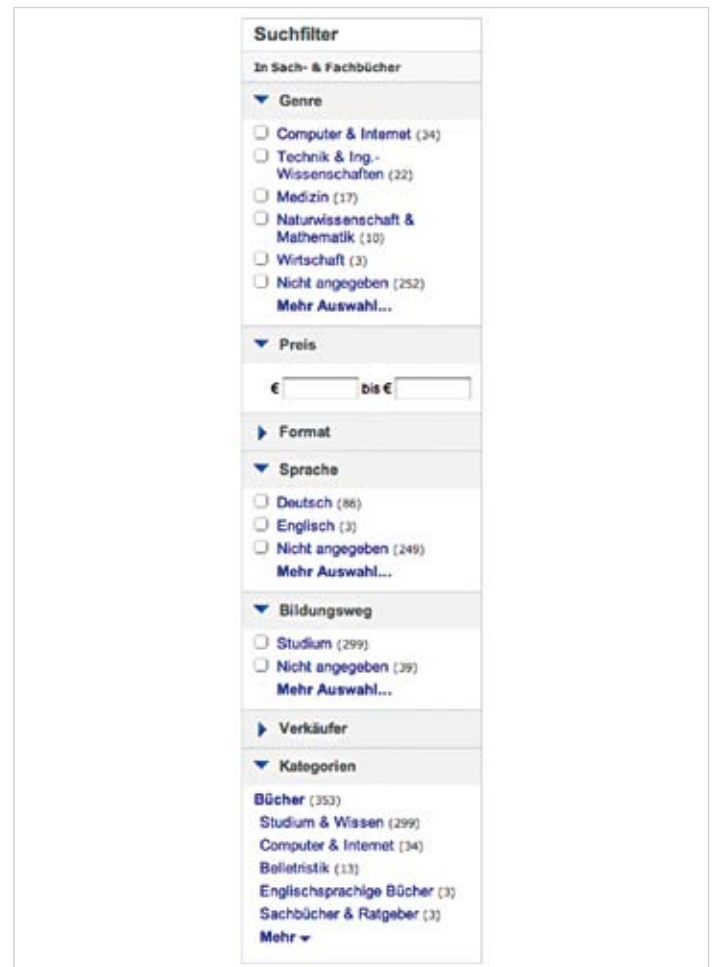 Suchfilter
In Sach- & Fachbücher
Genre
Computer & Internet (34)
Technik & Ing.-
Wissenschaften (22)
Medizin (17)
Naturwissenschaft &
Mathematik (10)
Wirtschaft (3)
Nicht angegeben (252)
Mehr Auswahl...
Preis
€ bis €
Format
Sprache
Deutsch (86)
Englisch (3)
Nicht angegeben (249)
Mehr Auswahl...
Bildungsweg
Studium (299)
Nicht angegeben (39)
Mehr Auswahl...
Verkäufer
Kategorien
Bücher (353)
Studium & Wissen (299)
Computer & Internet (34)
Belletristik (13)
Englischsprachige Bücher (3)
Sachbücher & Ratgeber (3)
Mehr